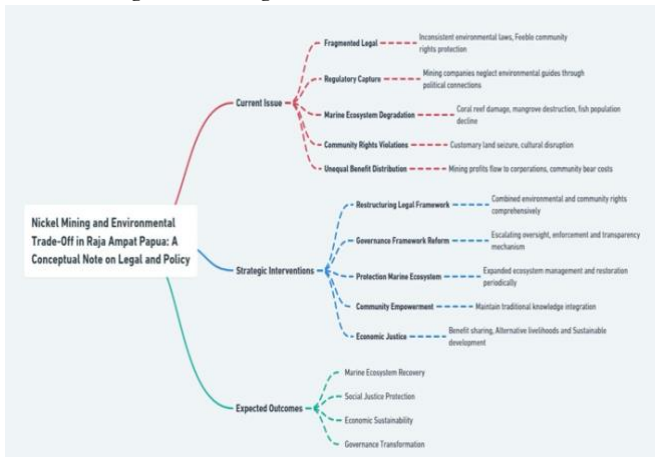 Nickel Mining and Environmental
Trade-Off in Raja Ampat Papua: A
Conceptual Note on Legal and Policy
Current Issue
Fragmented Legal
Inconsistent environmental laws, Feeble community
rights protection
Regulatory Capture
Mining companies neglect environmental guides through
political connections
Marine Ecosystem Degradation
Coral reef damage, mangrove destruction, fish population
decline
Community Rights Violations
Customary land seizure, cultural disruption
Unequal Benefit Distribution
Mining profits flow to corporations, community bear costs
Strategic Interventions
Restructuring Legal Framework
Combined environmental and community rights
comprehensively
Governance Framework Reform
Escalating oversight, enforcement and transparency
mechanism
Protection Marine Ecosystem
Expanded ecosystem management and restoration
periodically
Community Empowerment
Maintain traditional knowledge integration
Economic Justice
Benefit sharing, Alternative livelihoods and Sustainable
development
Expected Outcomes
Marine Ecosystem Recovery
Social Justice Protection
Economic Sustainability
Governance Transformation